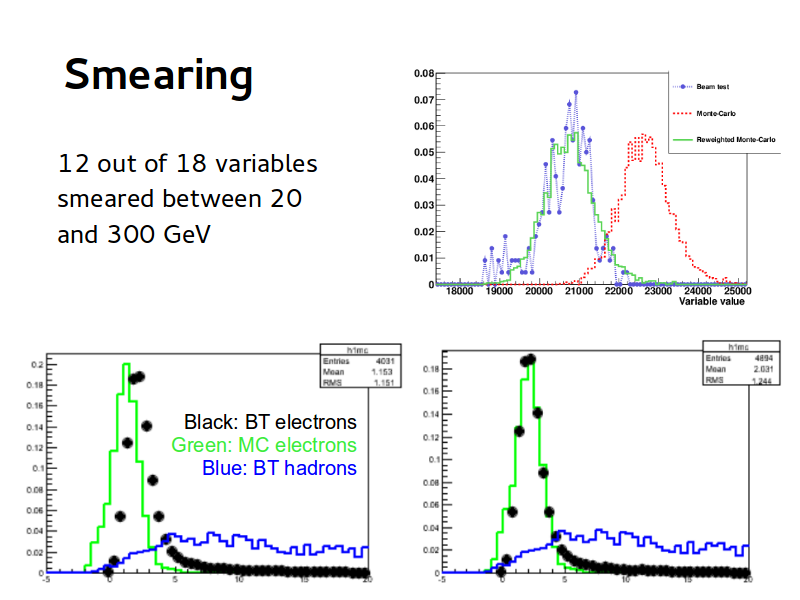 Smearing
12 out of 18 variables
smeared between 20
and 300 GeV
0.08
0.07
0.06
0.05
0.04
0.03
0.02
0.01
0
18000 19000 20000 21000 22000 23000 24000 25000
Variable value
Beam test
Monte-Carlo
Reweighted Monte-Carlo
h1mc
Entries 4031
Mean 1.153
RMS 1.151
0.2
0.18
0.16
0.14
0.12
0.1
0.08
0.06
0.04
0.02
0
-5 0 5 10 15 20
Black: BT electrons
Green: MC electrons
Blue: BT hadrons
h1mc
Entries 4894
Mean 2.031
RMS 1.244
0.18
0.16
0.14
0.12
0.1
0.08
0.06
0.04
0.02
0
-5 0 5 10 15 20